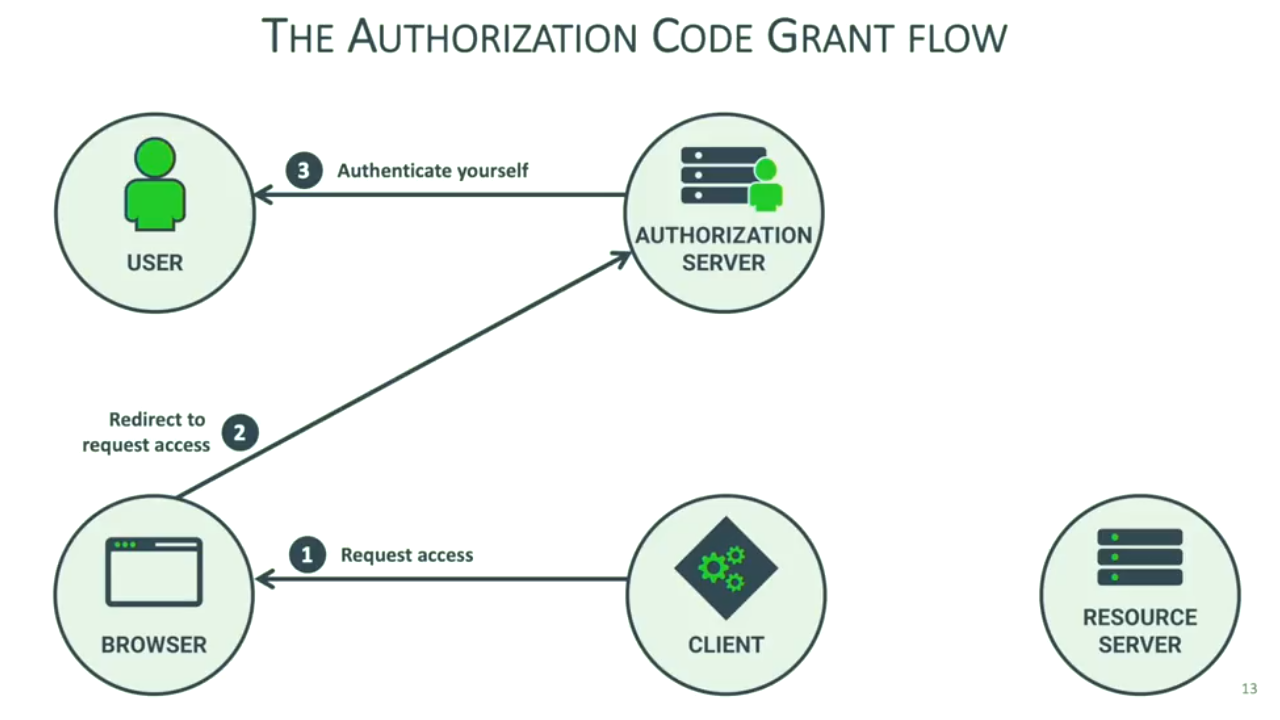 THE AUTHORIZATION CODE GRANT FLOW
3 Authenticate yourself
USER
AUTHORIZATION
SERVER
Redirect to
request access
2
1 Request access
BROWSER
CLIENT
RESOURCE
SERVER
13